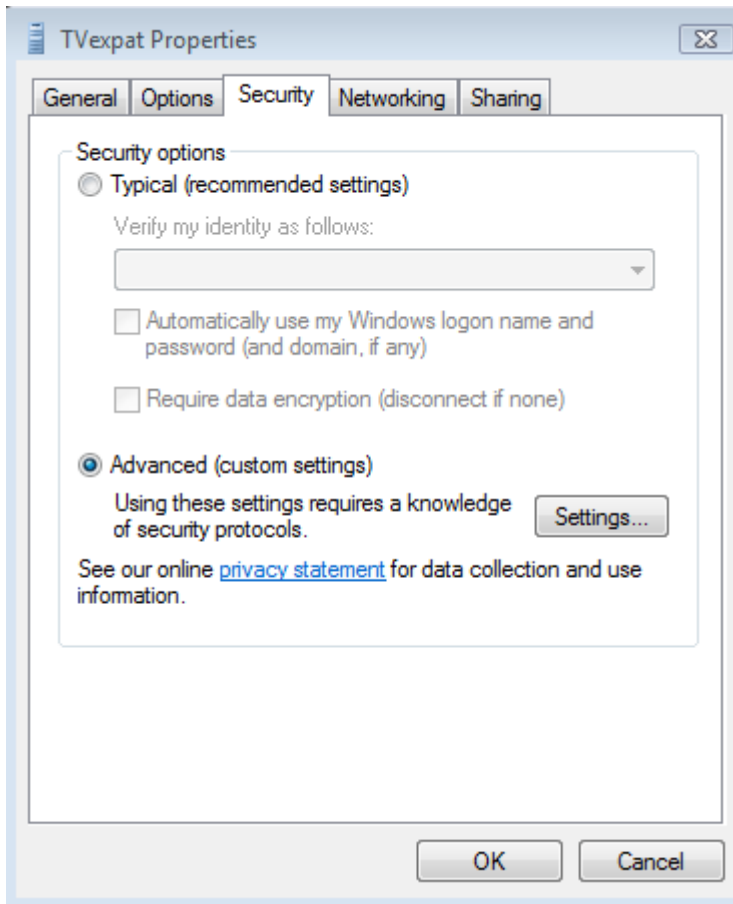 TVexpat Properties
General Options Security Networking Sharing
Security options
Typical (recommended settings)
Verify my identity as follows:
Automatically use my Windows logon name and
password (and domain, if any)
Require data encryption (disconnect if none)
Advanced (custom settings)
Using these settings requires a knowledge
of security protocols.
Settings...
See our online privacy statement for data collection and use
information.
OK Cancel